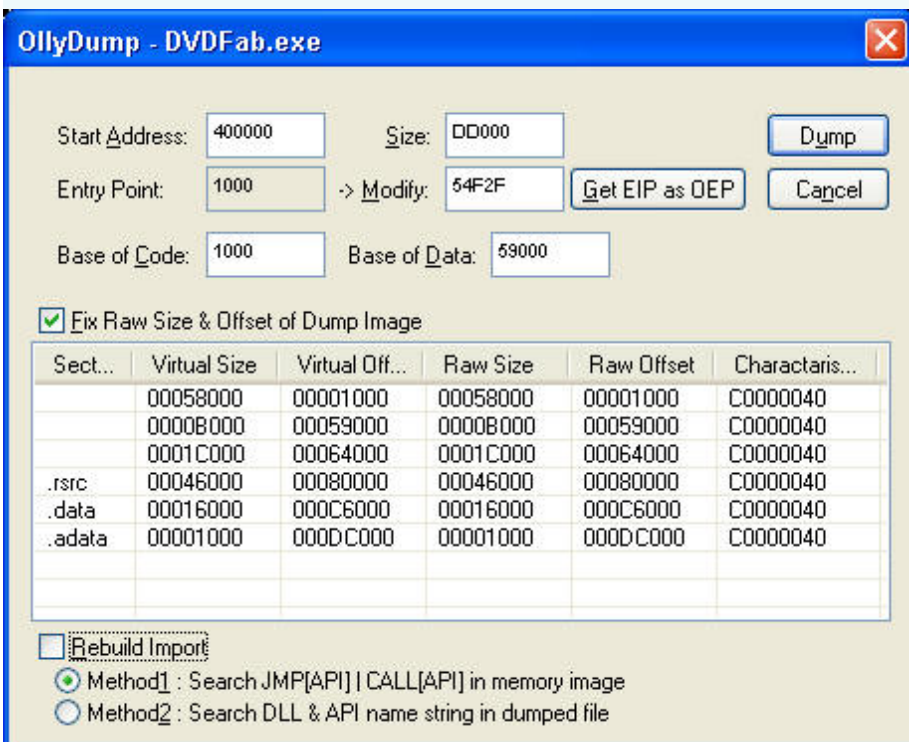 OllyDump - DVDFab.exe
Start Address: 400000 Size: DD000 Dump
Entry Point: 1000 -> Modify: 54F2F Get EIP as OEP Cancel
Base of Code: 1000 Base of Data: 59000
Fix Raw Size & Offset of Dump Image
Sect... Virtual Size Virtual Off... Raw Size Raw Offset Charactaris...
00058000 00001000 00058000 00001000 C0000040
0000B000 00059000 0000B000 00059000 C0000040
0001C000 00064000 0001C000 00064000 C0000040
.rsrc 00046000 00080000 00046000 00080000 C0000040
.data 00016000 000C6000 00016000 000C6000 C0000040
.adata 00001000 000DC000 00001000 000DC000 C0000040
Rebuild Import
Method1 : Search JMP[API] | CALL[API] in memory image
Method2 : Search DLL & API name string in dumped file